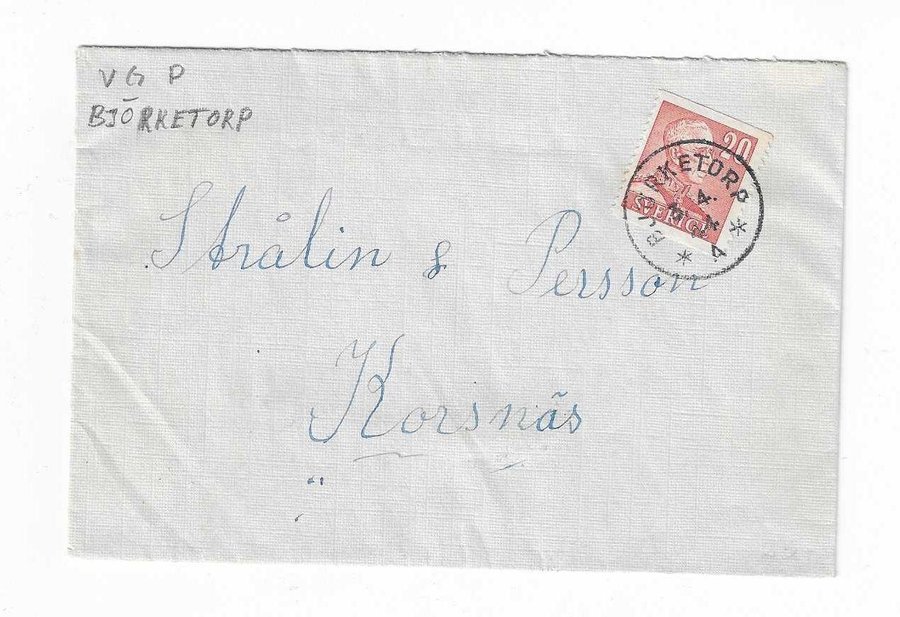 VG P
BJÖRKETORP
20
SVERIGE
BJÖRKETORP
Strålin & Persson
Korsnäs